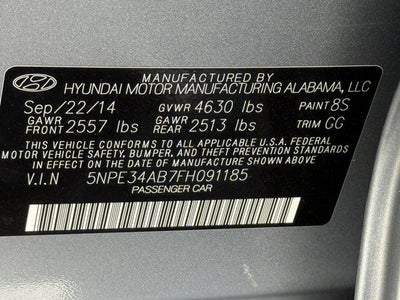 BY HYUNDAI
HYUNDAI MOTOR MANUFACTURING ALABAMA, LLC
Sep/22/14 GVWR 4630 lbs PAINT 8S
GAWR FRONT 2557 lbs GAWR REAR 2513 lbs TRIM GG
THIS VEHICLE CONFORMS TO ALL APPLICABLE U.S.A. FEDERAL
MOTOR VEHICLE SAFETY, BUMPER, AND THEFT PREVENTION STANDARDS
IN EFFECT ON THE DATE OF MANUFACTURE SHOWN ABOVE.
V.I.N 5NPE34AB7FH091185
PASSENGER CAR